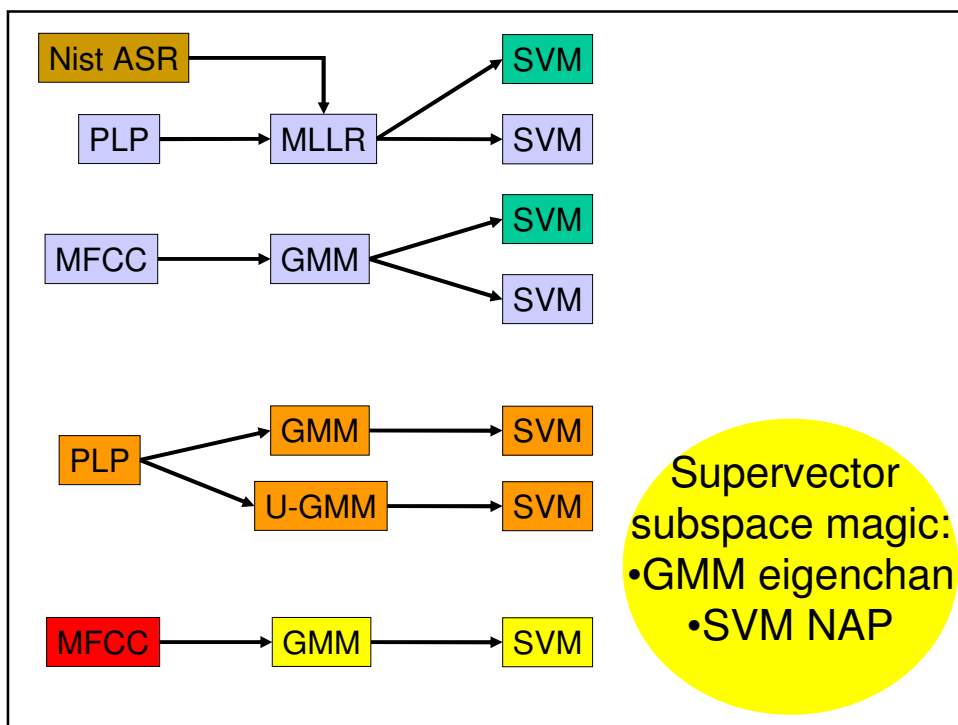 Nist ASR
SVM
PLP
MLLR
SVM
SVM
MFCC
GMM
SVM
GMM
SVM
PLP
U-GMM
SVM
MFCC
GMM
SVM
Supervector
subspace magic:
•GMM eigenchan
•SVM NAP